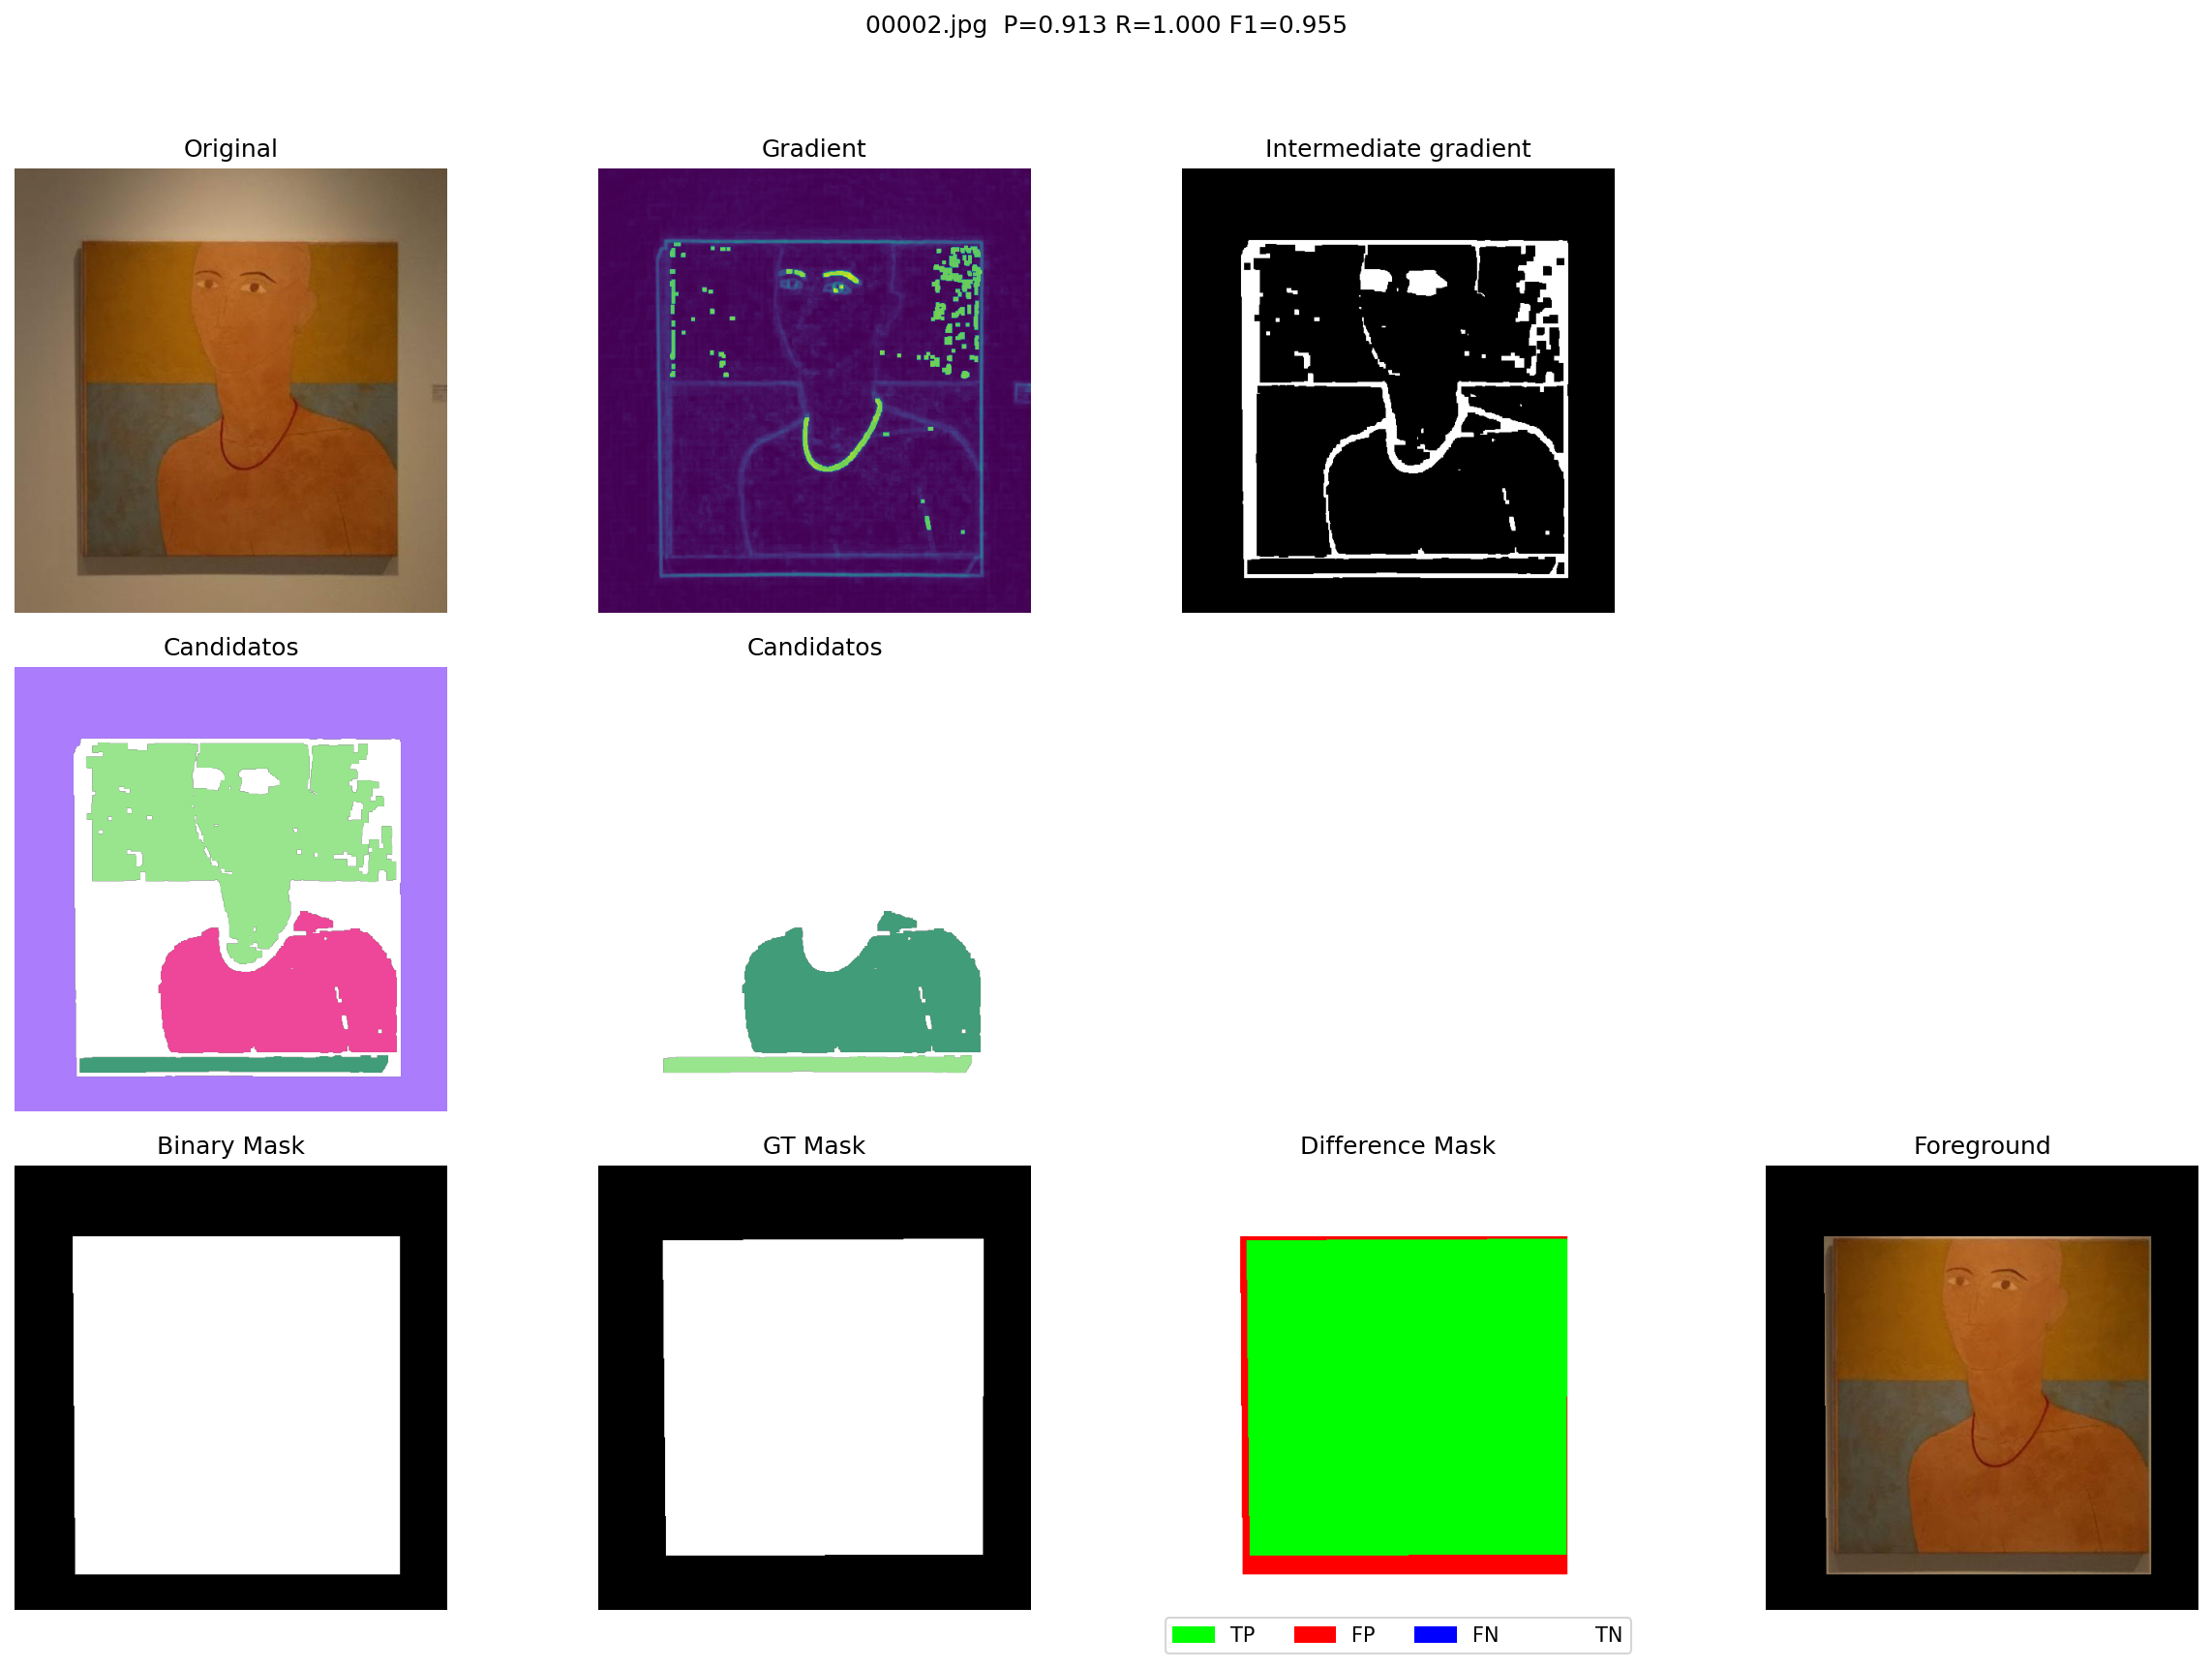 00002.jpg  P=0.913 R=1.000 F1=0.955
Original
Gradient
Intermediate gradient
Candidatos
Candidatos
Binary Mask
GT Mask
Difference Mask
Foreground
TP
FP
FN
TN